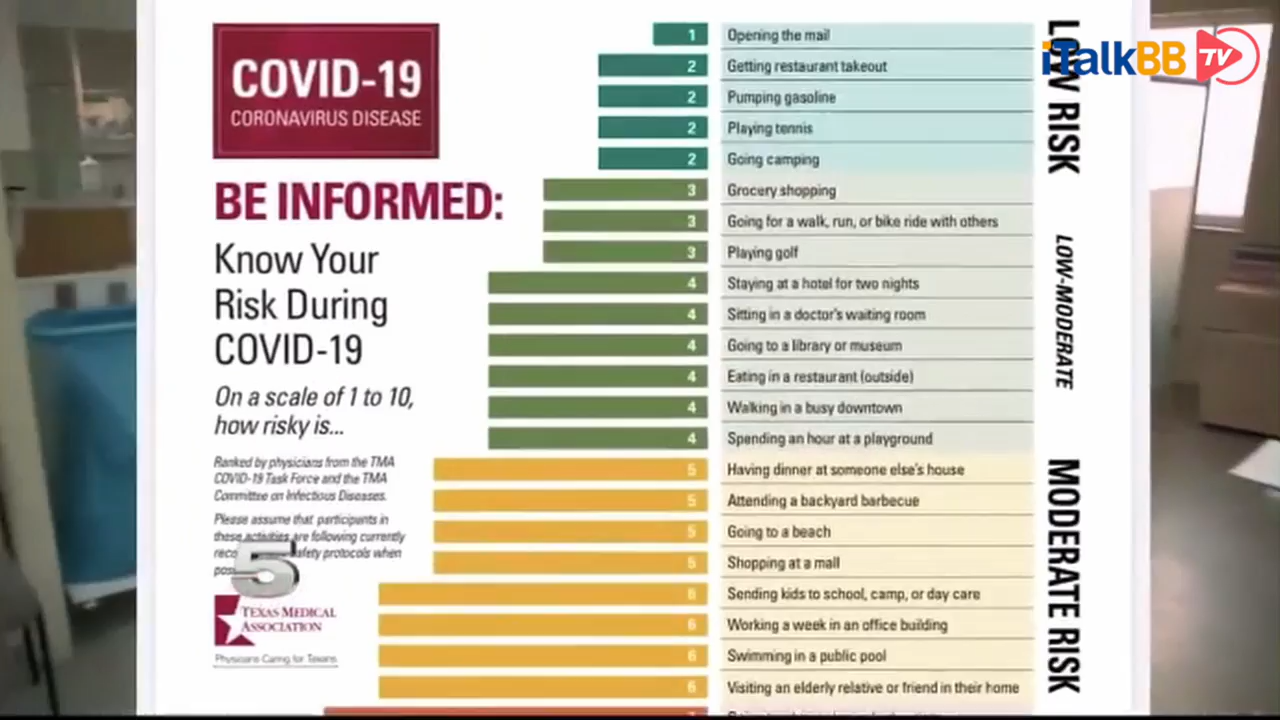 COVID-19
CORONAVIRUS DISEASE
BE INFORMED:
Know Your
Risk During
COVID-19
On a scale of 1 to 10,
how risky is...
Ranked by physicians from the TMA
COVID-19 Task Force and the TMA
Committee on Infectious Diseases.
Please assume that participants in
these activities are following currently
safety protocols when
5
TEXAS MEDICAL
ASSOCIATION
Physicians Caring for Texans
1 Opening the mail
2 Getting restaurant takeout
2 Pumping gasoline
2 Playing tennis
2 Going camping
3 Grocery shopping
3 Going for a walk, run, or bike ride with others
3 Playing golf
4 Staying at a hotel for two nights
4 Sitting in a doctor's waiting room
4 Going to a library or museum
4 Eating in a restaurant (outside)
4 Walking in a busy downtown
4 Spending an hour at a playground
5 Having dinner at someone else's house
5 Attending a backyard barbecue
5 Going to a beach
5 Shopping at a mall
6 Sending kids to school, camp, or day care
6 Working a week in an office building
6 Swimming in a public pool
6 Visiting an elderly relative or friend in their home
LOW RISK
LOW-MODERATE
MODERATE RISK
iTalkBB TV